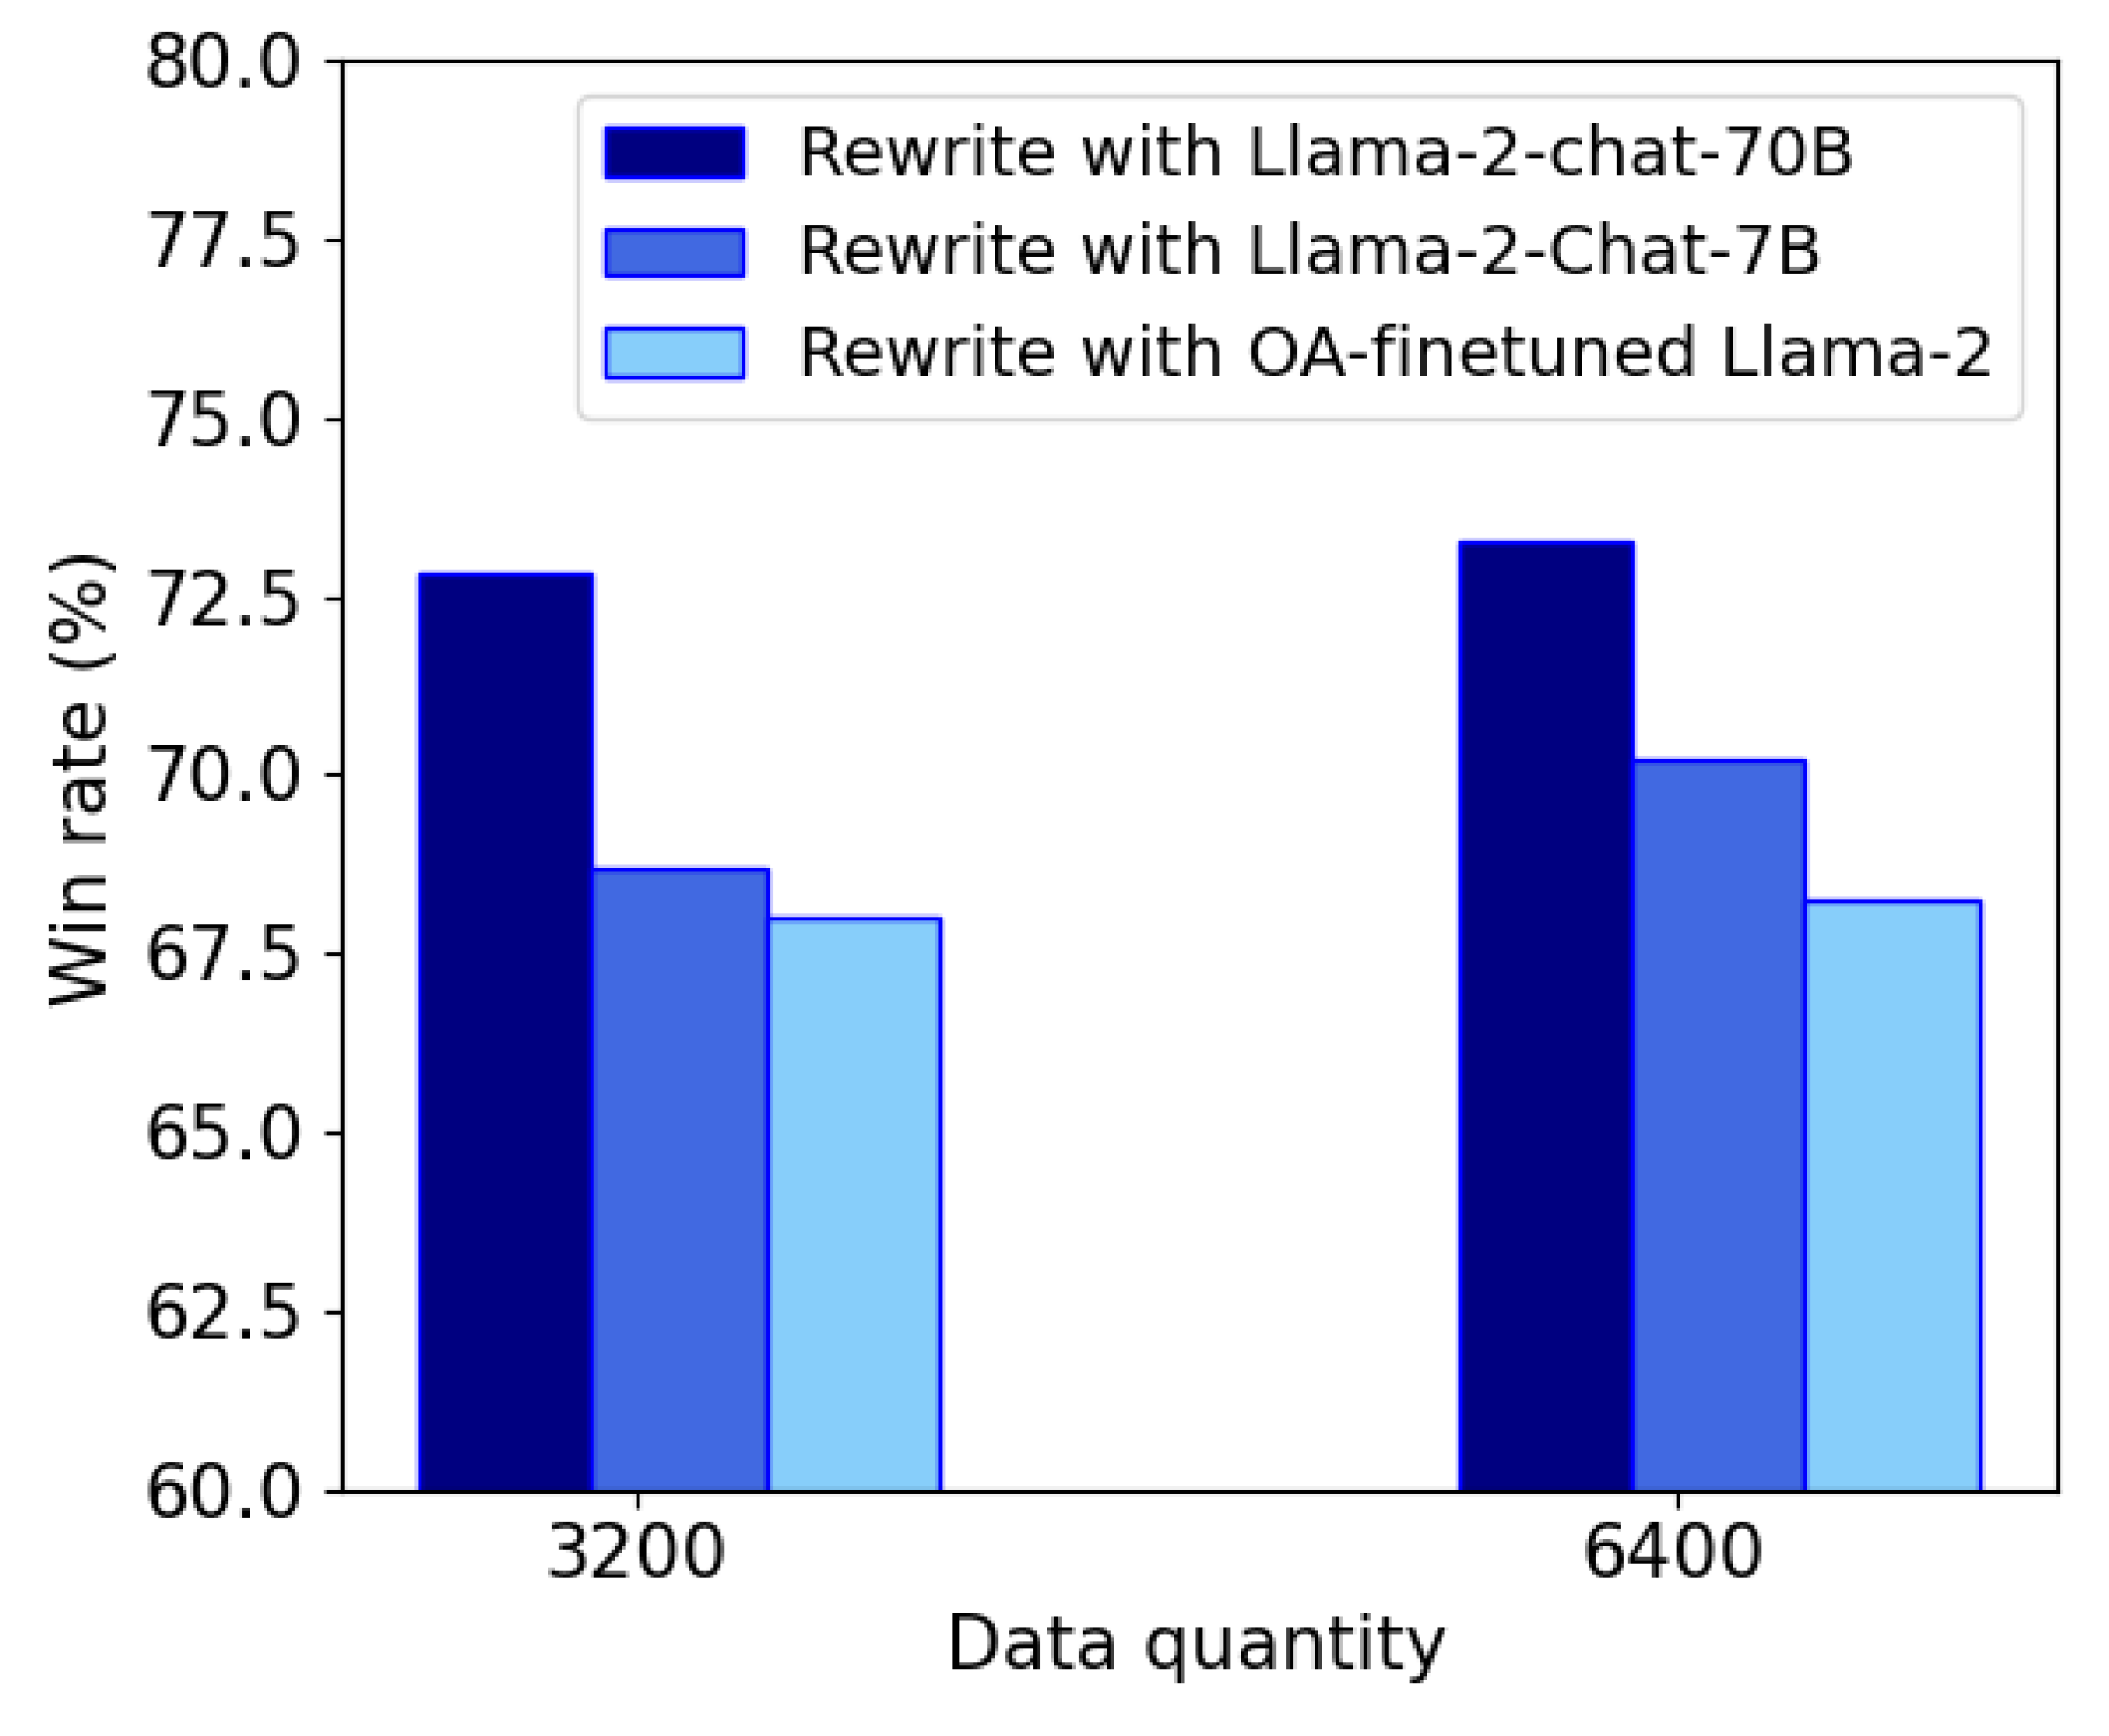 80.0
77.5
75.0
72.5
70.0
67.5
65.0
62.5
60.0
Win rate (%)
Rewrite with Llama-2-chat-70B
Rewrite with Llama-2-Chat-7B
Rewrite with OA-finetuned Llama-2
3200
6400
Data quantity